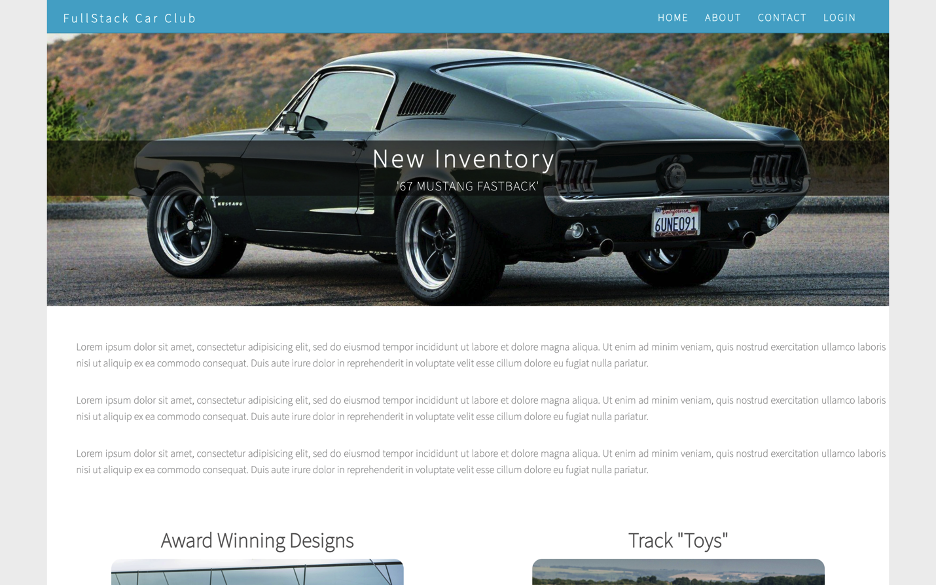 FullStack Car Club
HOME ABOUT CONTACT LOGIN
New Inventory
'67 MUSTANG FASTBACK'
MUSTANG
California
6UNE091
Lorem ipsum dolor sit amet, consectetur adipisicing elit, sed do eiusmod tempor incididunt ut labore et dolore magna aliqua. Ut enim ad minim veniam, quis nostrud exercitation ullamco laboris
nisi ut aliquip ex ea commodo consequat. Duis aute irure dolor in reprehenderit in voluptate velit esse cillum dolore eu fugiat nulla pariatur.
Lorem ipsum dolor sit amet, consectetur adipisicing elit, sed do eiusmod tempor incididunt ut labore et dolore magna aliqua. Ut enim ad minim veniam, quis nostrud exercitation ullamco laboris
nisi ut aliquip ex ea commodo consequat. Duis aute irure dolor in reprehenderit in voluptate velit esse cillum dolore eu fugiat nulla pariatur.
Lorem ipsum dolor sit amet, consectetur adipisicing elit, sed do eiusmod tempor incididunt ut labore et dolore magna aliqua. Ut enim ad minim veniam, quis nostrud exercitation ullamco laboris
nisi ut aliquip ex ea commodo consequat. Duis aute irure dolor in reprehenderit in voluptate velit esse cillum dolore eu fugiat nulla pariatur.
Award Winning Designs
Track "Toys"